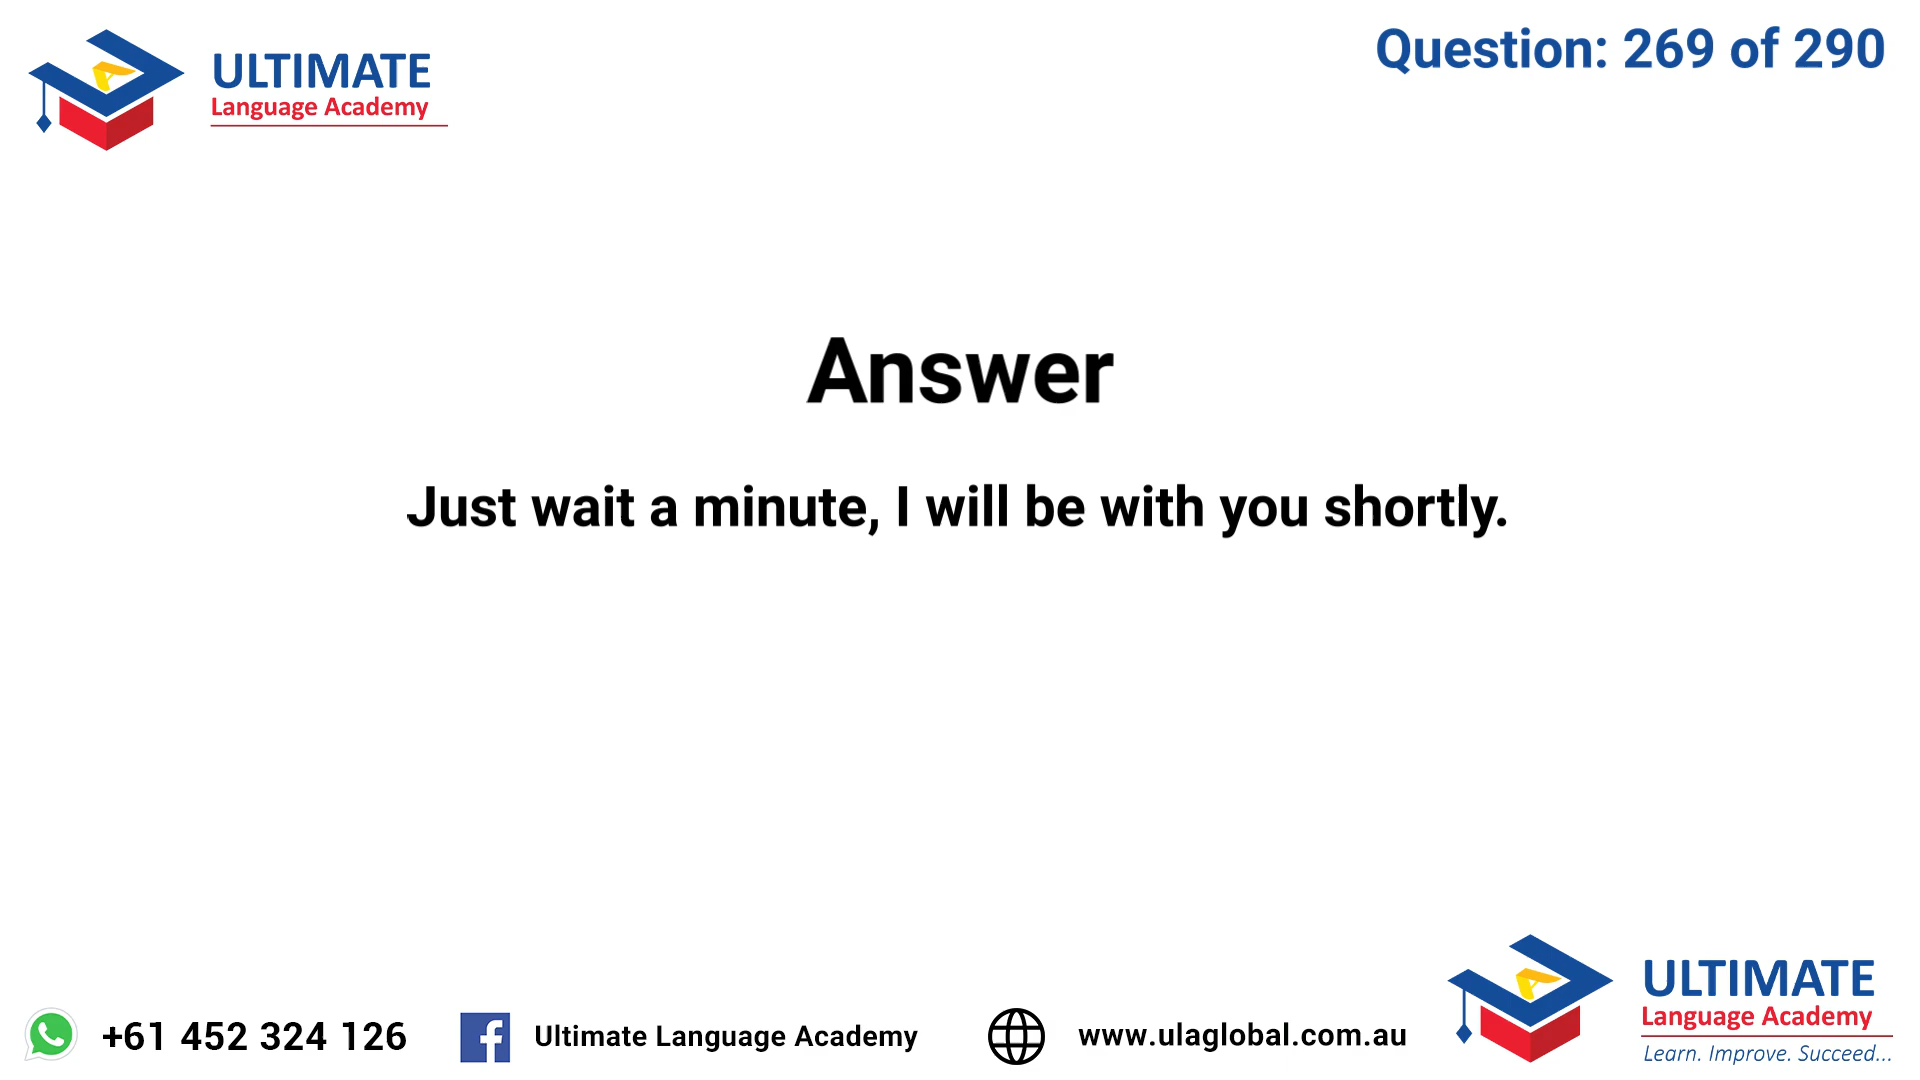 ULTIMATE
Language Academy
Question: 269 of 290
Answer
Just wait a minute, I will be with you shortly.
+61 452 324 126
Ultimate Language Academy
www.ulaglobal.com.au
ULTIMATE
Language Academy
Learn. Improve. Succeed...